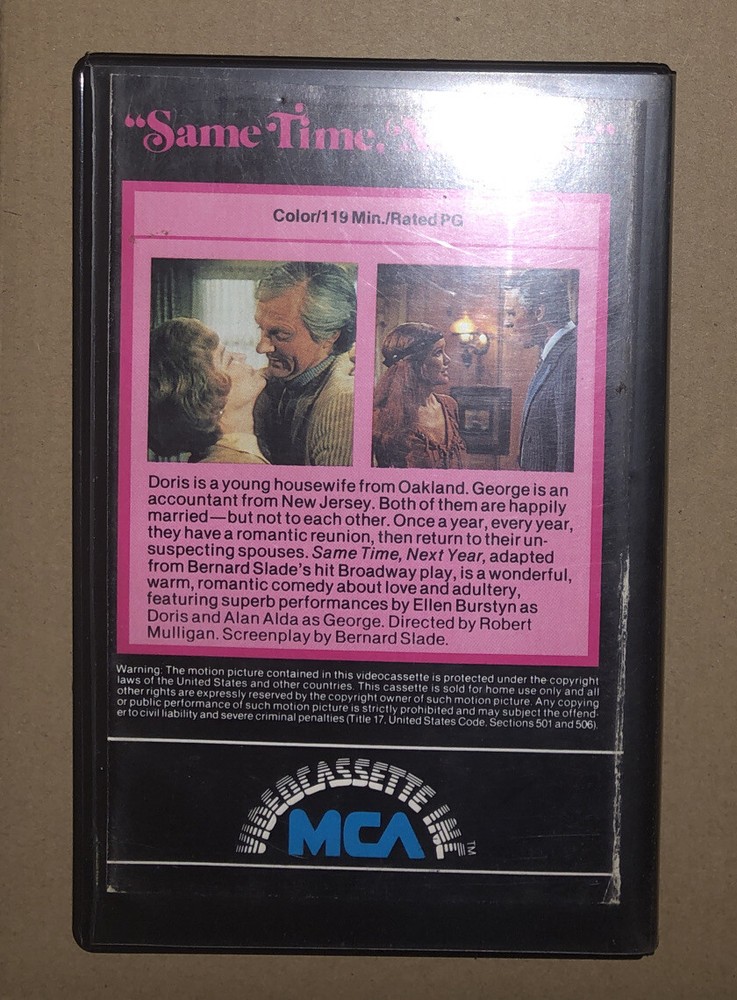 “Same Time,
Color/119 Min./Rated PG
Doris is a young housewife from Oakland. George is an
accountant from New Jersey. Both of them are happily
married—but not to each other. Once a year, every year,
they have a romantic reunion, then return to their un-
suspecting spouses. Same Time, Next Year, adapted
from Bernard Slade's hit Broadway play, is a wonderful,
warm, romantic comedy about love and adultery,
featuring superb performances by Ellen Burstyn as
Doris and Alan Alda as George. Directed by Robert
Mulligan. Screenplay by Bernard Slade.
Warning: The motion picture contained in this videocassette is protected under the copyright
laws of the United States and other countries. This cassette is sold for home use only and all
other rights are expressly reserved by the copyright owner of such motion picture. Any copying
or public performance of such motion picture is strictly prohibited and may subject the offend-
er to civil liability and severe criminal penalties (Title 17, United States Code, Sections 501 and 506).
VIDEOCASSETTE INC. TM
MCA